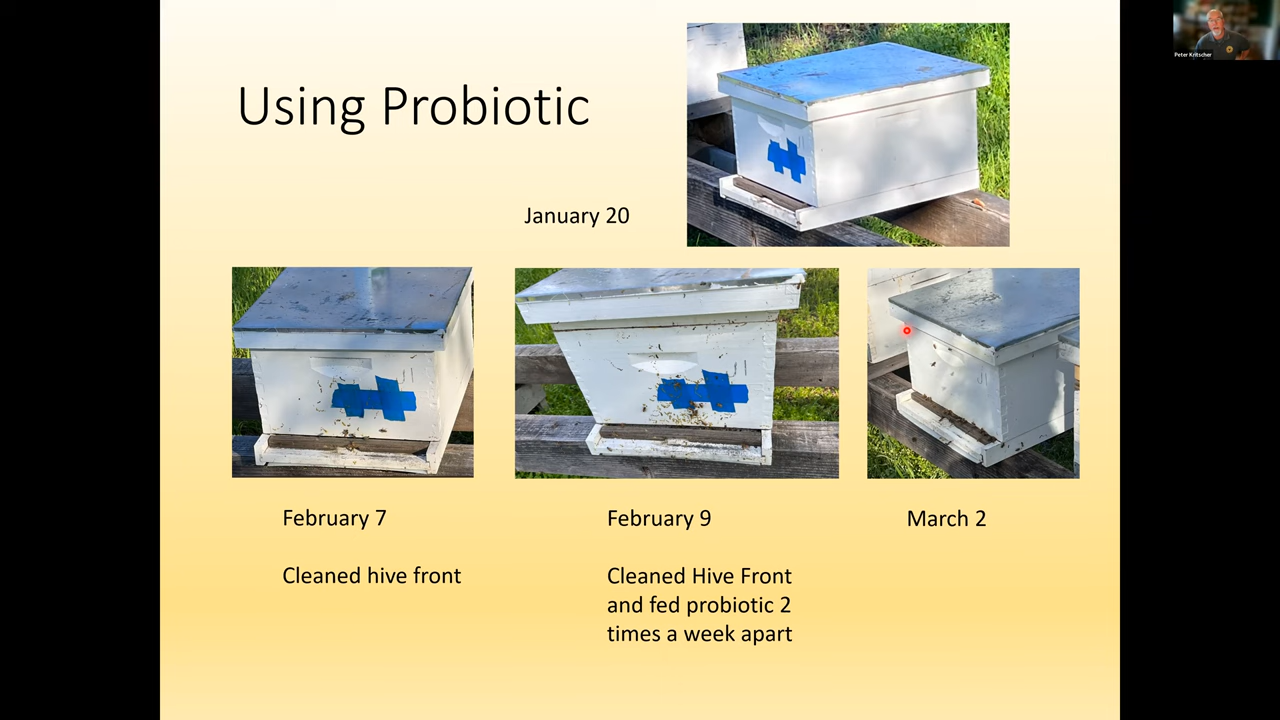 Peter Kritscher
Using Probiotic
January 20
February 7
Cleaned hive front
February 9
Cleaned Hive Front
and fed probiotic 2
times a week apart
March 2